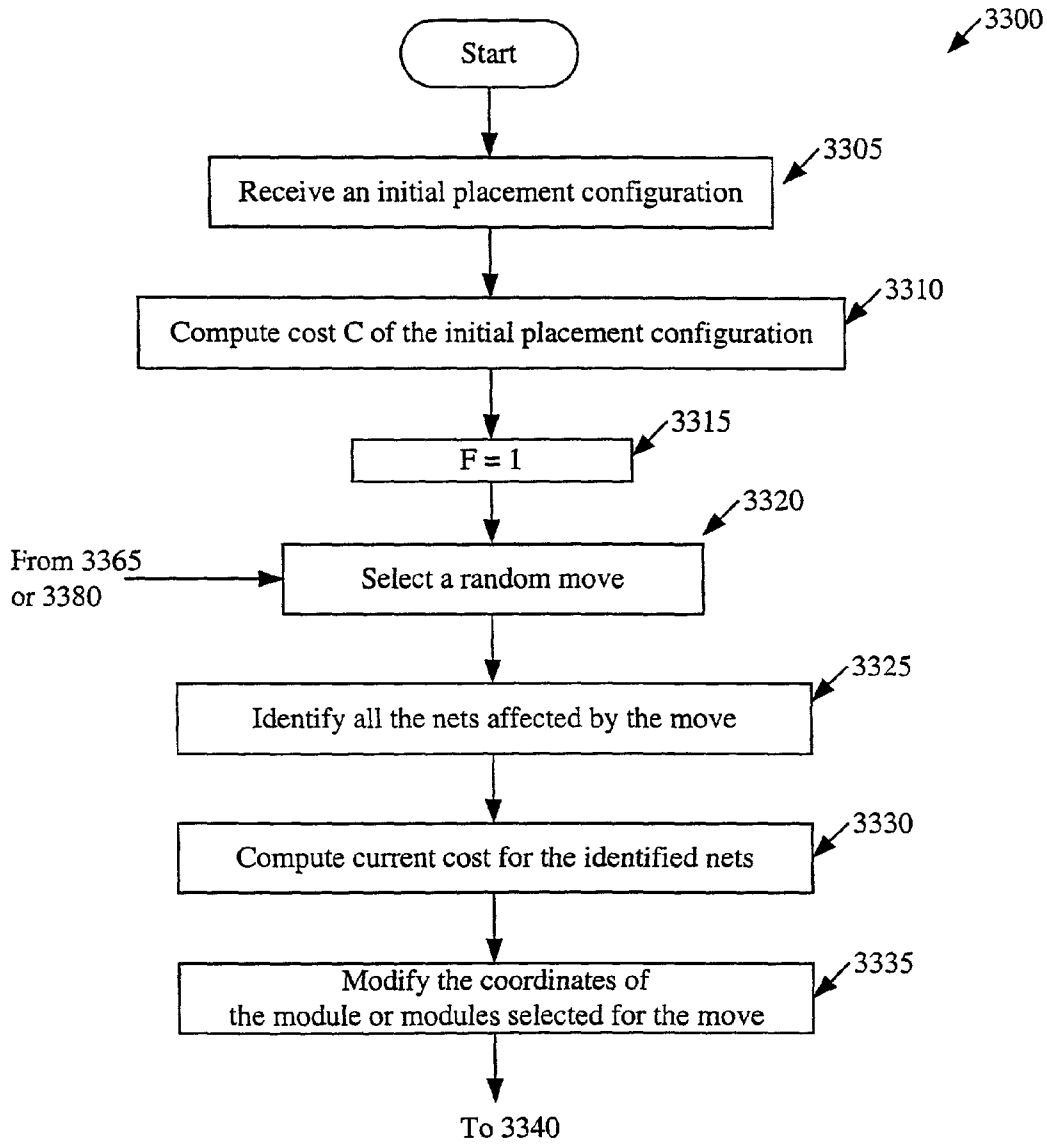 3300
Start
3305
Receive an initial placement configuration
3310
Compute cost C of the initial placement configuration
3315
F = 1
3320
From 3365
or 3380
Select a random move
3325
Identify all the nets affected by the move
3330
Compute current cost for the identified nets
3335
Modify the coordinates of
the module or modules selected for the move
To 3340